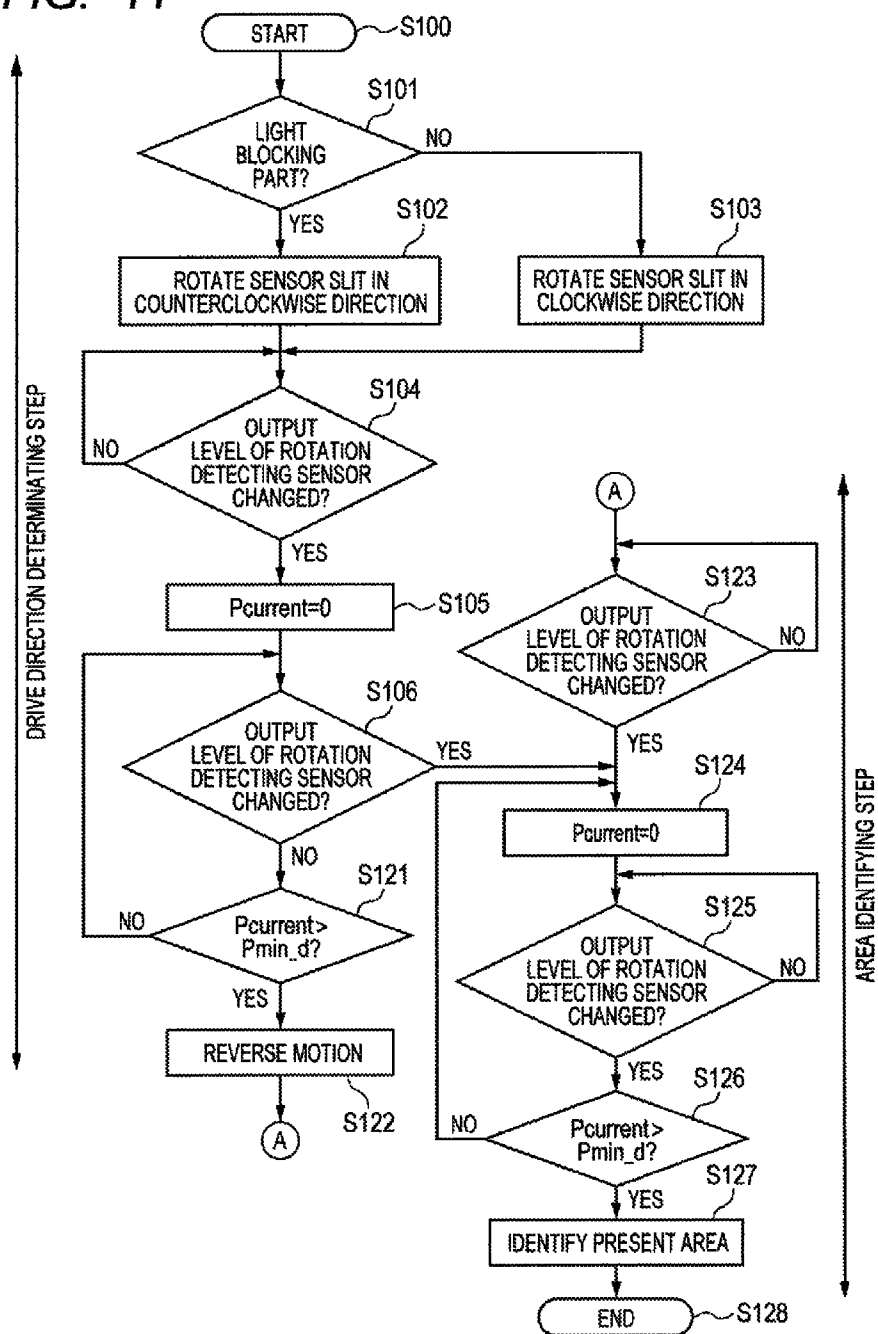 START
S100
S101
LIGHT
BLOCKING
PART?
NO
YES
S102
ROTATE SENSOR SLIT IN
COUNTERCLOCKWISE DIRECTION
S103
ROTATE SENSOR SLIT IN
CLOCKWISE DIRECTION
S104
OUTPUT
LEVEL OF ROTATION
DETECTING SENSOR
CHANGED?
NO
YES
Pcurrent=0
S105
S106
OUTPUT
LEVEL OF ROTATION
DETECTING SENSOR
CHANGED?
YES
NO
S121
Pcurrent>
Pmin_d?
NO
YES
REVERSE MOTION
S122
A
DRIVE DIRECTION DETERMINATING STEP
A
S123
OUTPUT
LEVEL OF ROTATION
DETECTING SENSOR
CHANGED?
NO
YES
S124
Pcurrent=0
S125
OUTPUT
LEVEL OF ROTATION
DETECTING SENSOR
CHANGED?
NO
YES
S126
Pcurrent>
Pmin_d?
NO
YES
S127
IDENTIFY PRESENT AREA
END
S128
AREA IDENTIFYING STEP